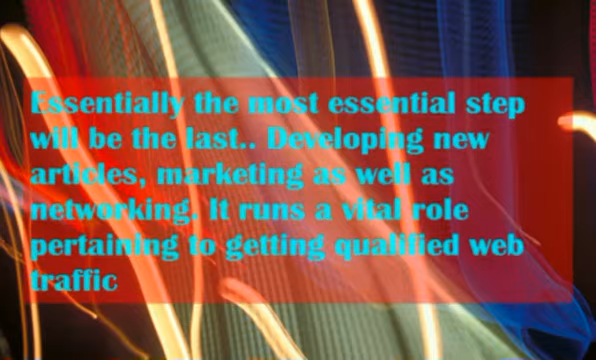 Essentially the most essential step
will be the last.. Developing new
articles, marketing as well as
networking. It runs a vital role
pertaining to getting qualified web
traffic